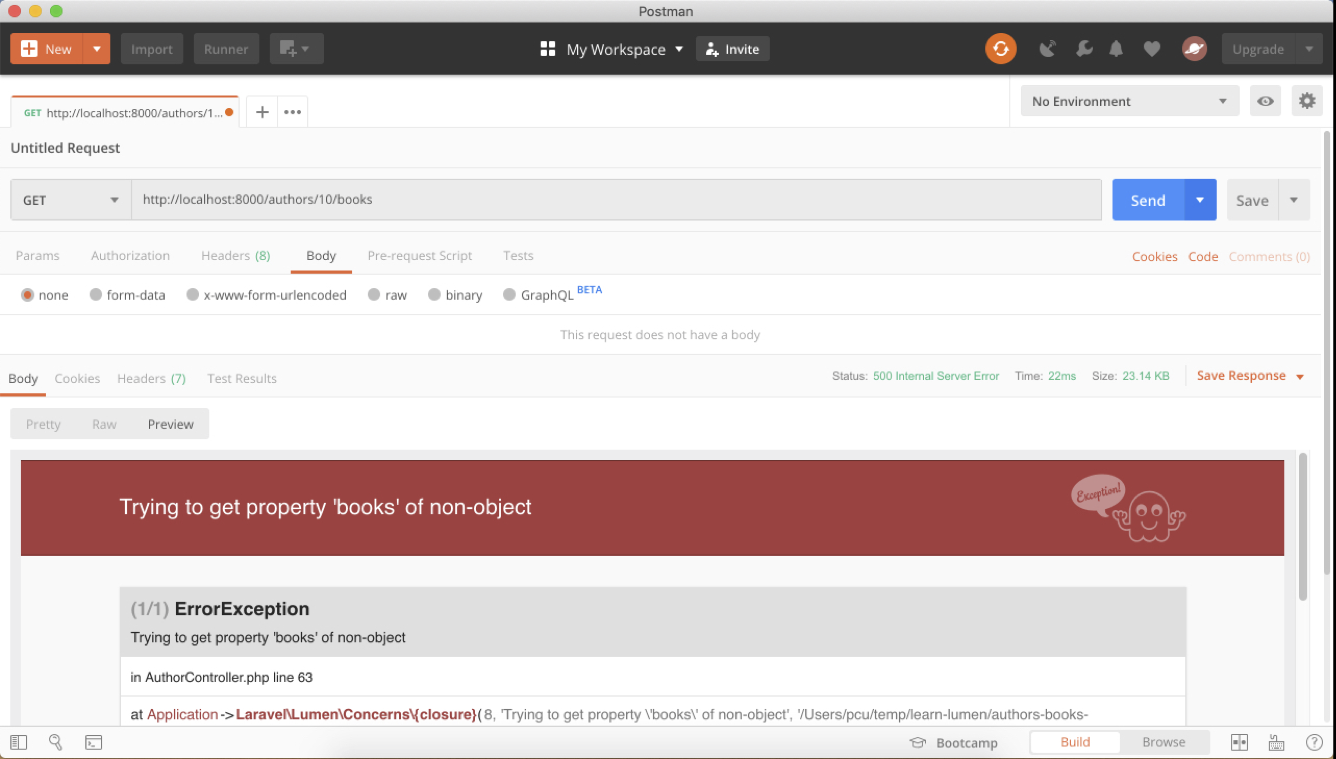 Postman
New
Import
Runner
My Workspace
Invite
Upgrade
GET http://localhost:8000/authors/1...
No Environment
Untitled Request
GET
http://localhost:8000/authors/10/books
Send
Save
Params
Authorization
Headers (8)
Body
Pre-request Script
Tests
Cookies
Code
Comments (0)
none
form-data
x-www-form-urlencoded
raw
binary
GraphQL BETA
This request does not have a body
Body
Cookies
Headers (7)
Test Results
Status: 500 Internal Server Error
Time: 22ms
Size: 23.14 KB
Save Response
Pretty
Raw
Preview
Trying to get property 'books' of non-object
Exception!
(1/1) ErrorException
Trying to get property 'books' of non-object
in AuthorController.php line 63
at Application->Laravel\Lumen\Concerns\{closure}(8, 'Trying to get property \'books\' of non-object', '/Users/pcu/temp/learn-lumen/authors-books-
Bootcamp
Build
Browse